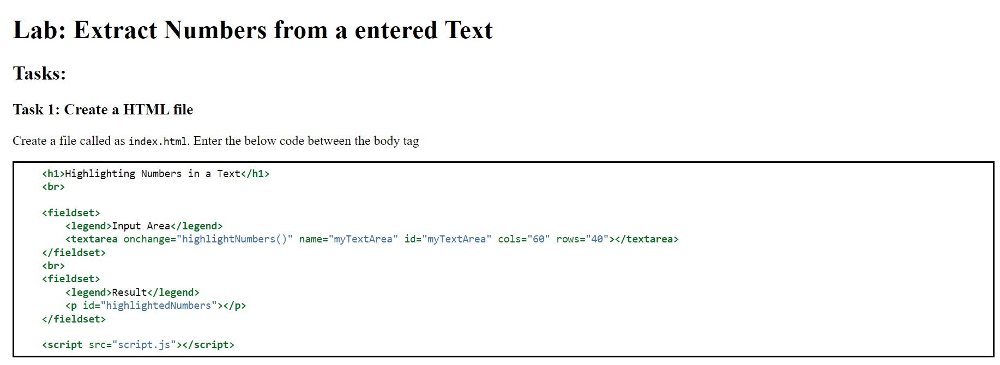 Lab: Extract Numbers from a entered Text
Tasks:
Task 1: Create a HTML file
Create a file called as index.html. Enter the below code between the body tag
<h1>Highlighting Numbers in a Text</h1>
<br>
<fieldset>
<legend>Input Area</legend>
<textarea onchange="highlightNumbers()" name="myTextArea" id="myTextArea" cols="60" rows="40"></textarea>
</fieldset>
<br>
<fieldset>
<legend>Result</legend>
<p id="highlightedNumbers"></p>
</fieldset>
<script src="script.js"></script>